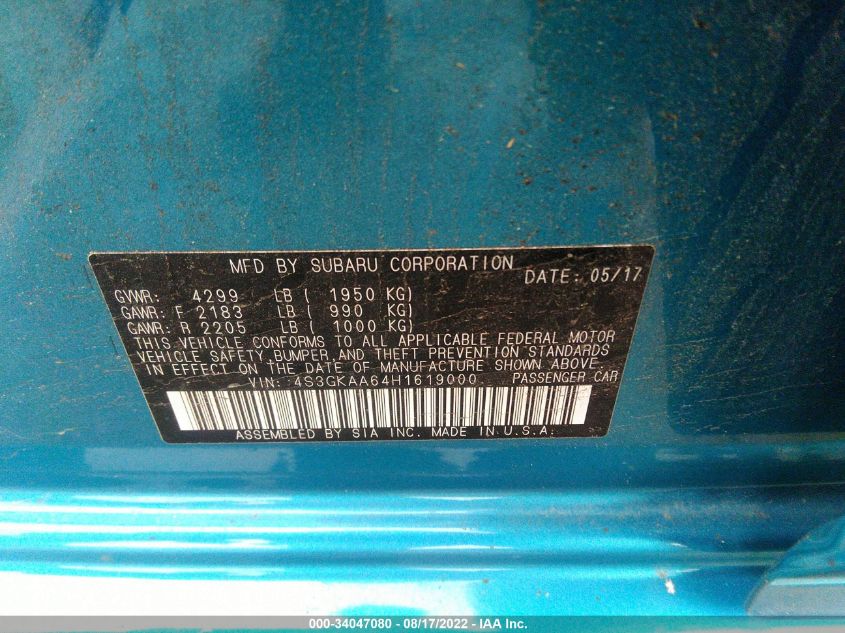 MFD BY SUBARU CORPORATION DATE: 05/17
GVWR: 4299 LB ( 1950 KG)
GAWR: F 2183 LB ( 990 KG)
GAWR: R 2205 LB ( 1000 KG)
THIS VEHICLE CONFORMS TO ALL APPLICABLE FEDERAL MOTOR
VEHICLE SAFETY,BUMPER,AND THEFT PREVENTION STANDARDS
IN EFFECT ON THE DATE OF MANUFACTURE SHOWN ABOVE.
VIN: 4S3GKAA64H1619000 PASSENGER CAR
ASSEMBLED BY SIA INC. MADE IN U.S.A.
000-34047080 - 08/17/2022 - IAA Inc.